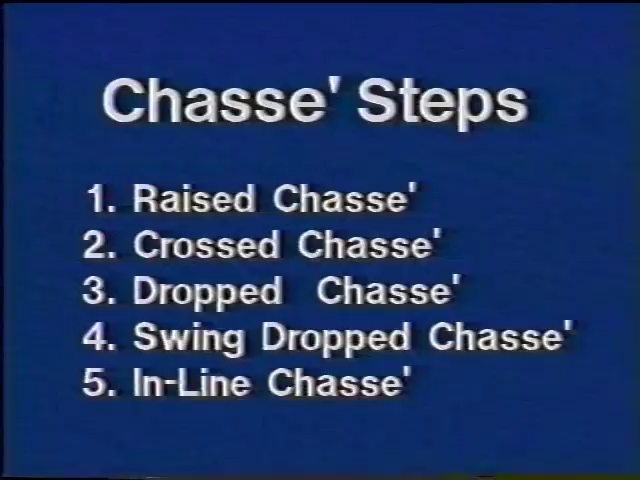 Chasse' Steps
1. Raised Chasse'
2. Crossed Chasse'
3. Dropped Chasse'
4. Swing Dropped Chasse'
5. In-Line Chasse'